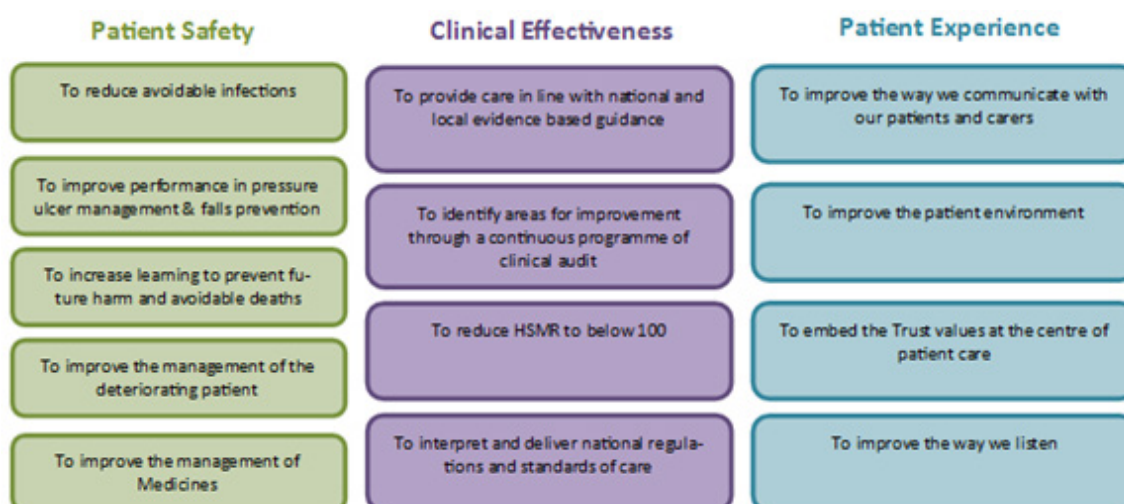 Patient Safety
To reduce avoidable infections
To improve performance in pressure
ulcer management & falls prevention
To increase learning to prevent fu-
ture harm and avoidable deaths
To improve the management of the
deteriorating patient
To improve the management of
Medicines
Clinical Effectiveness
To provide care in line with national and
local evidence based guidance
To identify areas for improvement
through a continuous programme of
clinical audit
To reduce HSMR to below 100
To interpret and deliver national regula-
tions and standards of care
Patient Experience
To improve the way we communicate with
our patients and carers
To improve the patient environment
To embed the Trust values at the centre of
patient care
To improve the way we listen